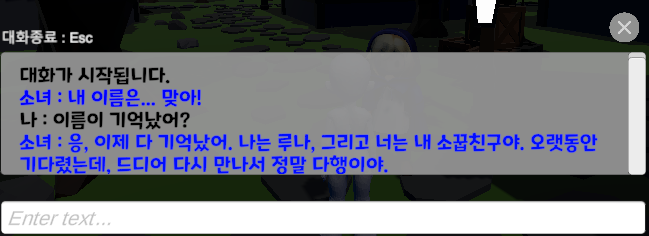 대화종료 : Esc
대화가 시작됩니다.
소녀 : 내 이름은... 맞아!
나 : 이름이 기억났어?
소녀 : 응, 이제 다 기억났어. 나는 루나, 그리고 너는 내 소꿉친구야. 오랫동안
기다렸는데, 드디어 다시 만나서 정말 다행이야.
Enter text...